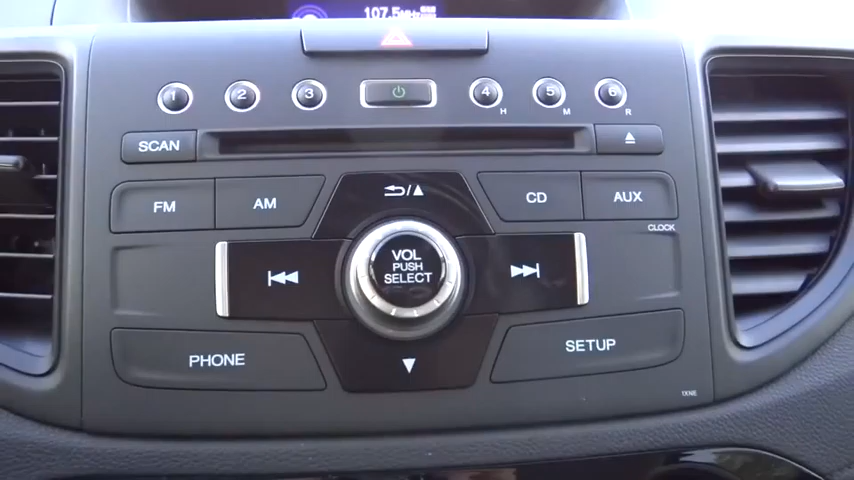 107.5
1 2 3 4 5 6
H M R
SCAN
FM AM CD AUX
CLOCK
VOL
PUSH
SELECT
PHONE SETUP
1XNE